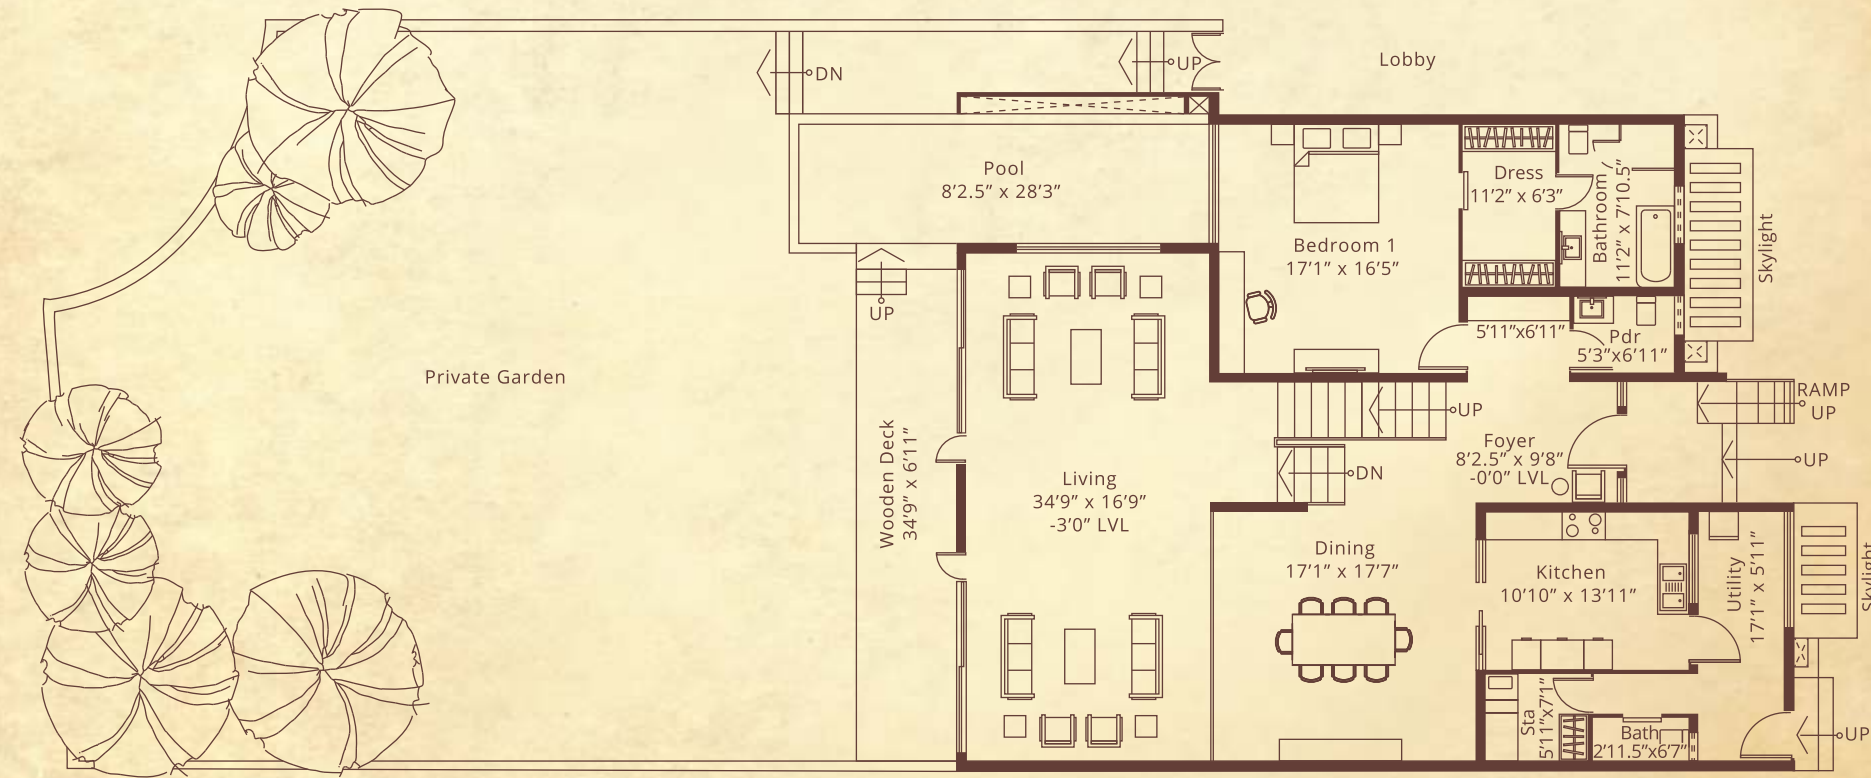 Lobby
DN
UP
Pool
8’2.5” x 28’3”
Dress
11’2” x 6’3”
Bathroom
11’2” x 7’10.5”
Skylight
Bedroom 1
17’1” x 16’5”
UP
5’11”x6’11”
Pdr
5’3”x6’11”
Private Garden
RAMP
UP
UP
Foyer
8’2.5” x 9’8”
-0’0” LVL
UP
DN
Wooden Deck
34’9” x 6’11”
Living
34’9” x 16’9”
-3’0” LVL
Dining
17’1” x 17’7”
Kitchen
10’10” x 13’11”
Utility
17’1” x 5’11”
Skylight
Sta
5’11”x7’1”
Bath
2’11.5”x6’7”
UP